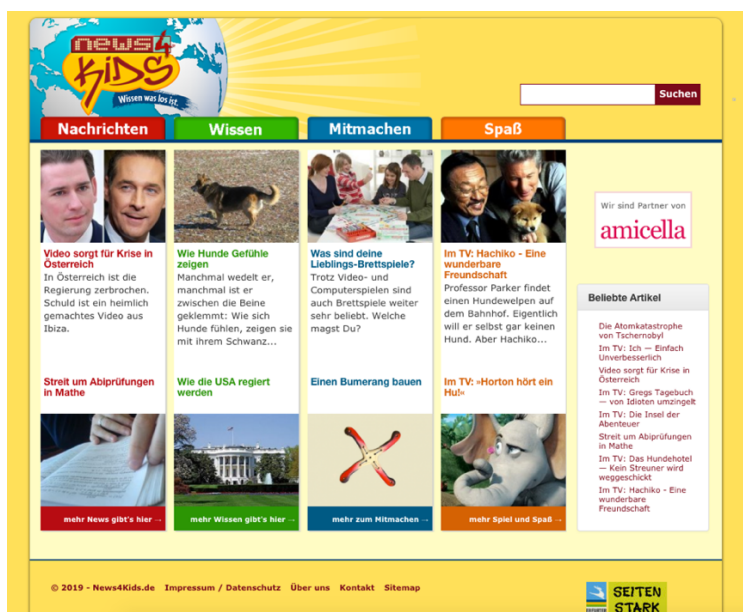 news4
KiDS
Wissen was los ist.
Suchen
Nachrichten
Wissen
Mitmachen
Spaß
Video sorgt für Krise in
Österreich
In Österreich ist die
Regierung zerbrochen.
Schuld ist ein heimlich
gemachtes Video aus
Ibiza.
Wie Hunde Gefühle
zeigen
Manchmal wedelt er,
manchmal ist er
zwischen die Beine
geklemmt: Wie sich
Hunde fühlen, zeigen sie
mit ihrem Schwanz...
Was sind deine
Lieblings-Brettspiele?
Trotz Video- und
Computerspielen sind
auch Brettspiele weiter
sehr beliebt. Welche
magst Du?
Im TV: Hachiko - Eine
wunderbare
Freundschaft
Professor Parker findet
einen Hundewelpen auf
dem Bahnhof. Eigentlich
will er selbst gar keinen
Hund. Aber Hachiko...
Wir sind Partner von
amicella
Beliebte Artikel
Die Atomkatastrophe
von Tschernobyl
Im TV: Ich — Einfach
Unverbesserlich
Video sorgt für Krise in
Österreich
Im TV: Gregs Tagebuch
— von Idioten umzingelt
Im TV: Die Insel der
Abenteuer
Streit um Abiprüfungen
in Mathe
Im TV: Das Hundehotel
— Kein Streuner wird
weggeschickt
Im TV: Hachiko - Eine
wunderbare
Freundschaft
Streit um Abiprüfungen
in Mathe
Wie die USA regiert
werden
Einen Bumerang bauen
Im TV: »Horton hört ein
Hu!«
mehr News gibt's hier →
mehr Wissen gibt's hier →
mehr zum Mitmachen →
mehr Spiel und Spaß →
© 2019 - News4Kids.de Impressum / Datenschutz Über uns Kontakt Sitemap
SEITEN
STARK